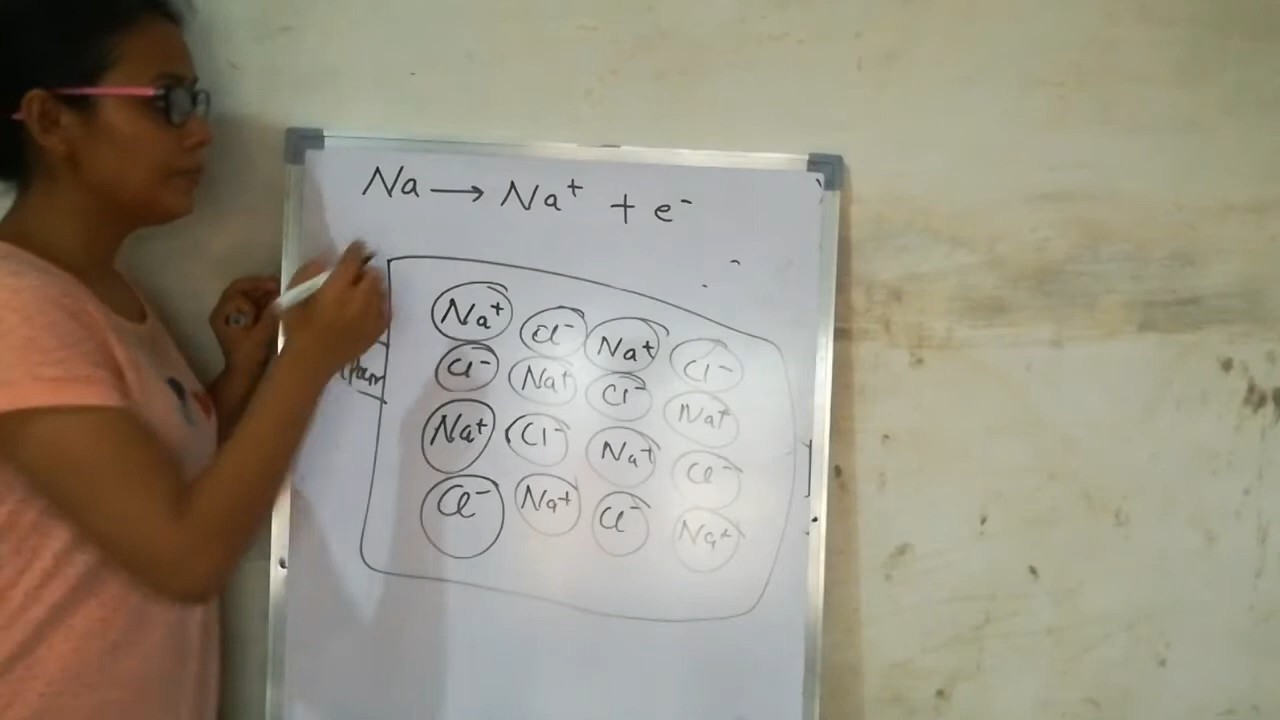 Na → Na⁺ + e⁻
Na⁺ Cl⁻ Na⁺ Cl⁻
Cl⁻ Na⁺ Cl⁻ Na⁺
Na⁺ Cl⁻ Na⁺ Cl⁻
Cl⁻ Na⁺ Cl⁻ Na⁺